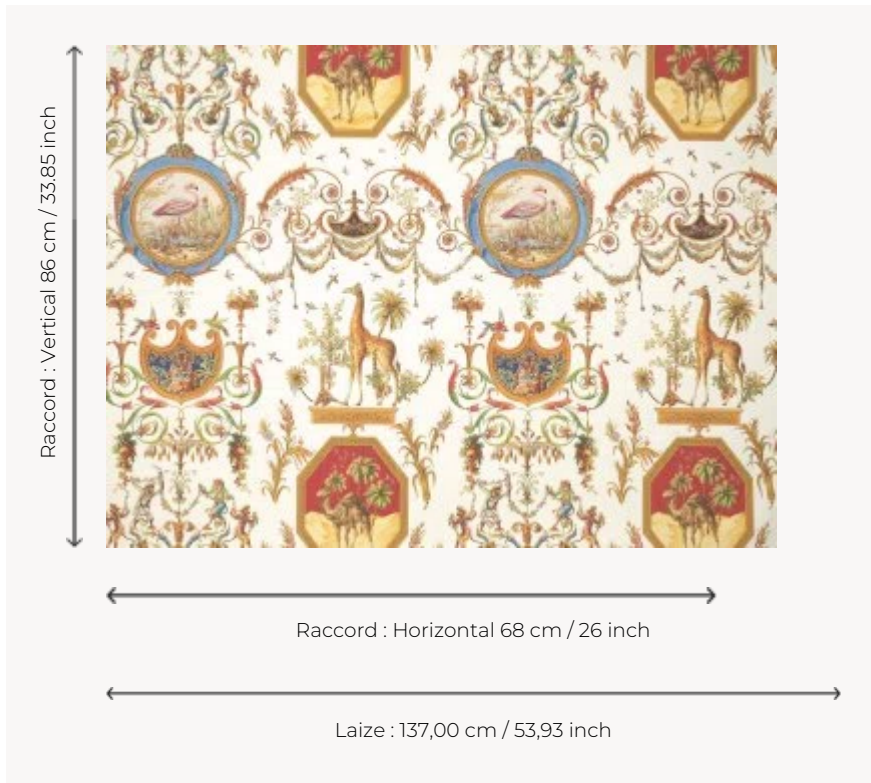 Raccord : Vertical 86 cm / 33.85 inch
Raccord : Horizontal 68 cm / 26 inch
Laize : 137,00 cm / 53,93 inch